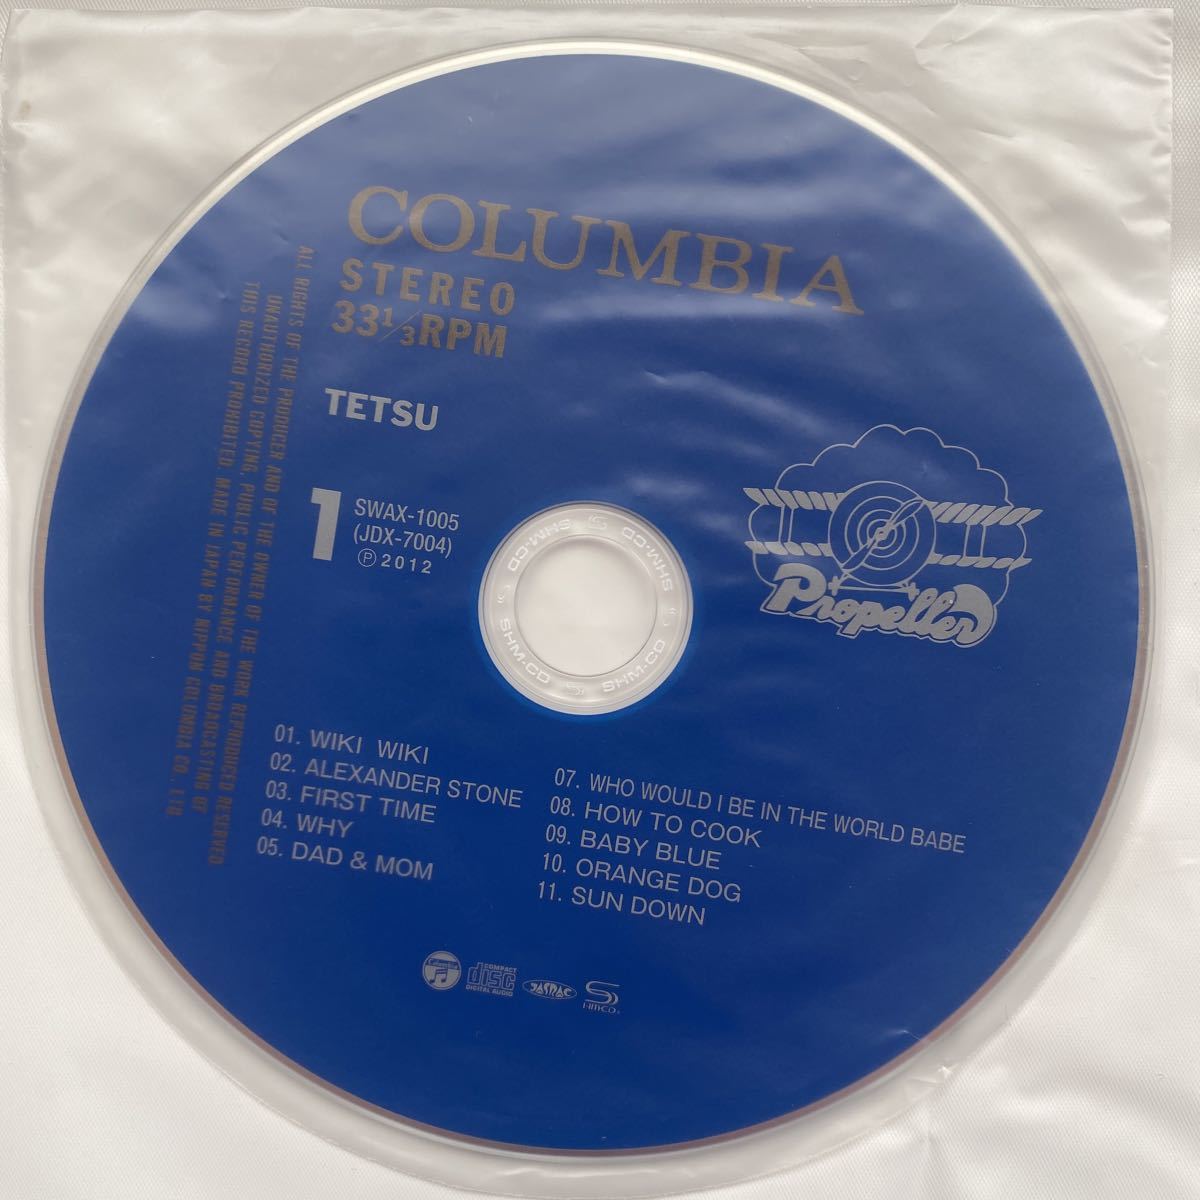 COLUMBIA
STEREO
33 1/3 RPM
TETSU
1
SWAX-1005
(JDX-7004)
Ⓟ 2012
Propeller
ALL RIGHTS OF THE PRODUCER AND OF THE OWNER OF THE WORK REPRODUCED RESERVED.
UNAUTHORIZED COPYING, PUBLIC PERFORMANCE AND BROADCASTING OF
THIS RECORD PROHIBITED. MADE IN JAPAN BY NIPPON COLUMBIA CO., LTD.
SHM-CD SHM-CD SHM-CD SHM-CD
01. WIKI WIKI
02. ALEXANDER STONE
03. FIRST TIME
04. WHY
05. DAD & MOM
07. WHO WOULD I BE IN THE WORLD BABE
08. HOW TO COOK
09. BABY BLUE
10. ORANGE DOG
11. SUN DOWN
Columbia
COMPACT
disc
DIGITAL AUDIO
JASRAC
HM-CD